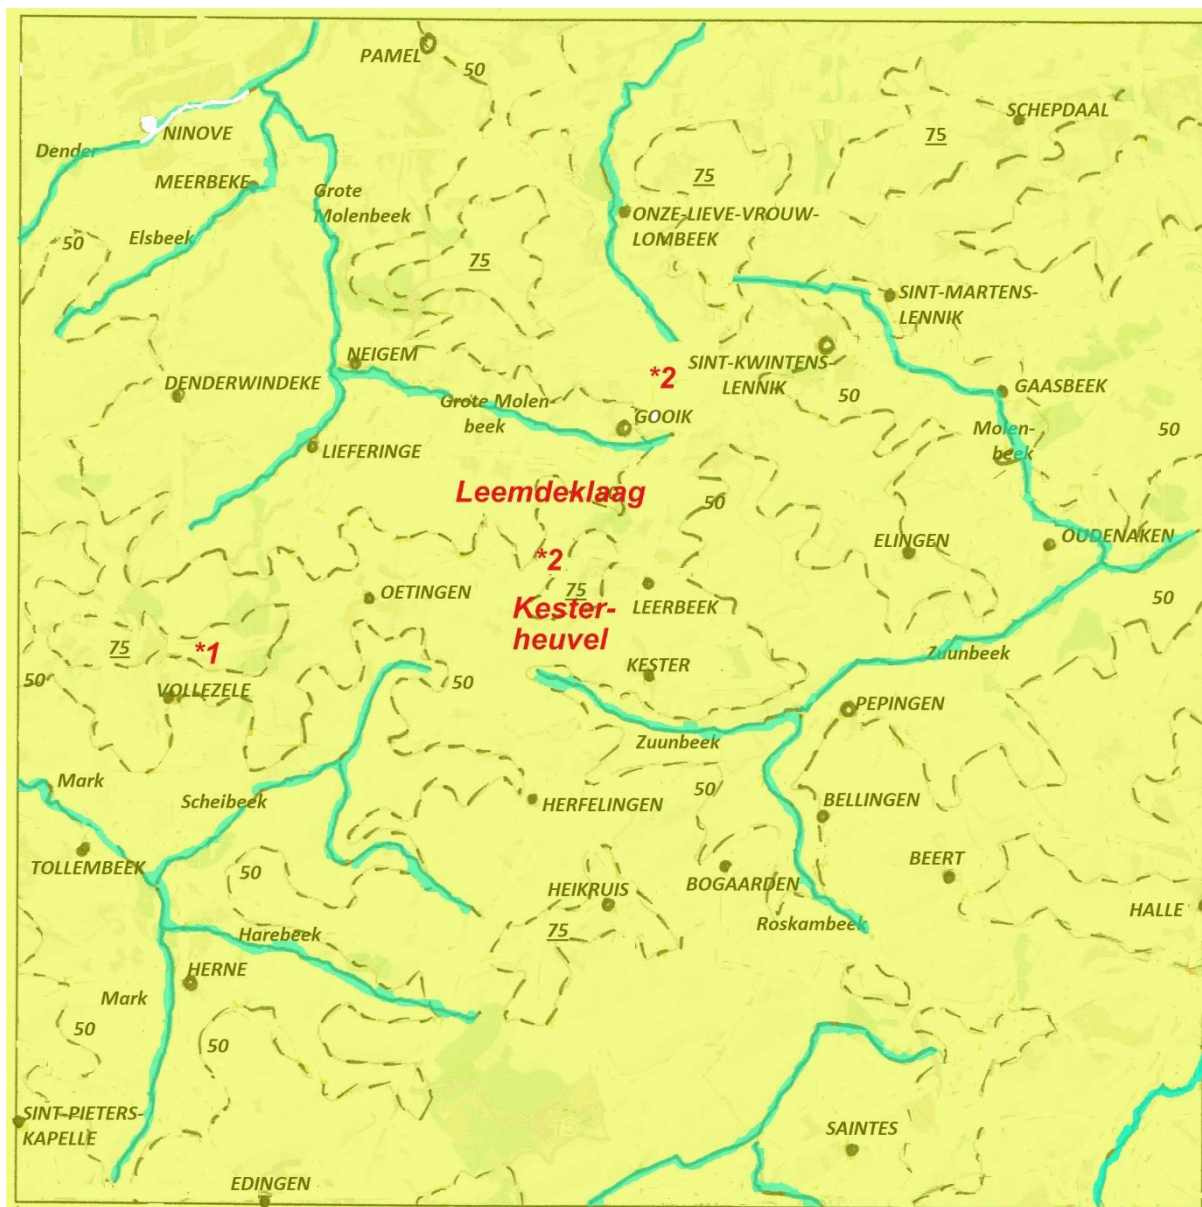 PAMEL
50
SCHEPDAAL
75
NINOVE
Dender
75
MEERBEKE
Grote
Molenbeek
ONZE-LIEVE-VROUW-
LOMBEEK
Elsbeek
50
75
SINT-MARTENS-
LENNIK
NEIGEM
SINT-KWINTENS-
LENNIK
*2
DENDERWINDEKE
GAASBEEK
50
Grote Molen-
beek
GOOIK
Molen-
beek
50
LIEFERINGE
Leemdeklaag
50
ELINGEN
OUDENAKEN
*2
75
OETINGEN
LEERBEEK
50
Kester-
heuvel
75
*1
Zuunbeek
KESTER
50
VOLLEZELE
50
PEPINGEN
Zuunbeek
Mark
50
Scheibeek
HERFELINGEN
BELLINGEN
TOLLEMBEEK
50
BEERT
HEIKRUIS
BOGAARDEN
HALLE
Harebeek
75
Roskambeek
HERNE
Mark
50
50
SINT-PIETERS-
KAPELLE
SAINTES
EDINGEN